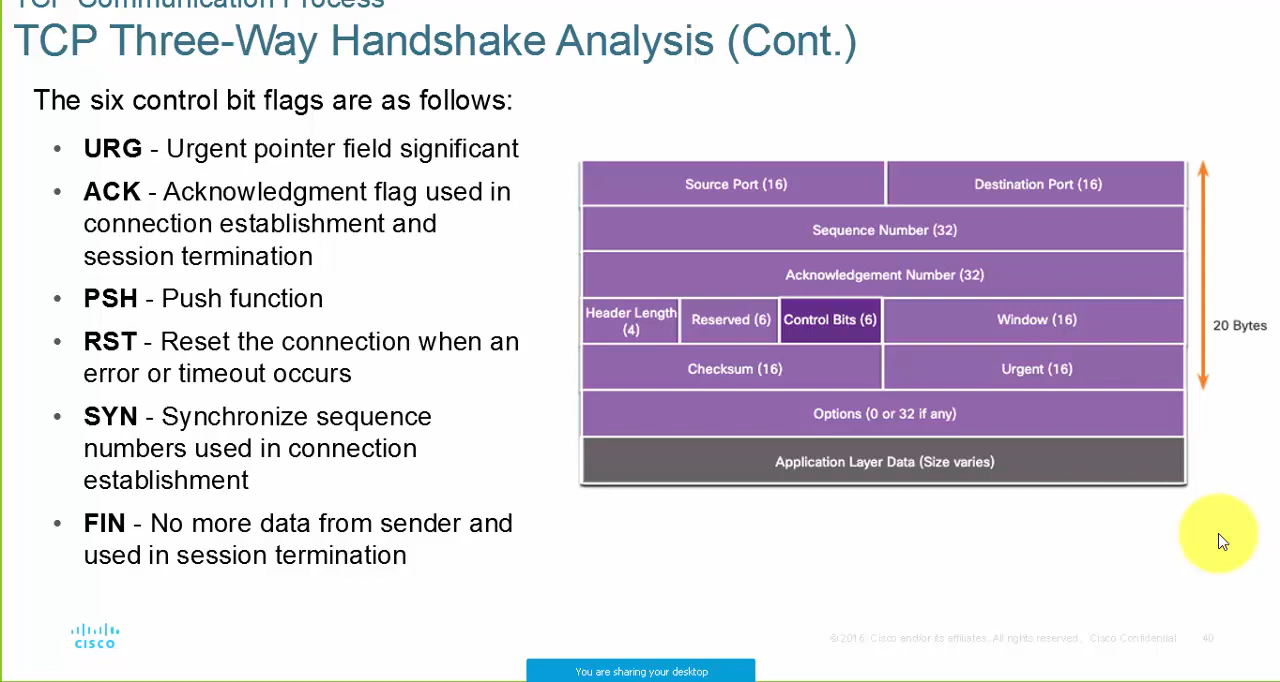 TCP Communication Process
TCP Three-Way Handshake Analysis (Cont.)
The six control bit flags are as follows:
• URG - Urgent pointer field significant
• ACK - Acknowledgment flag used in
connection establishment and
session termination
• PSH - Push function
• RST - Reset the connection when an
error or timeout occurs
• SYN - Synchronize sequence
numbers used in connection
establishment
• FIN - No more data from sender and
used in session termination
Source Port (16)
Destination Port (16)
Sequence Number (32)
Acknowledgement Number (32)
Header Length
(4)
Reserved (6)
Control Bits (6)
Window (16)
Checksum (16)
Urgent (16)
Options (0 or 32 if any)
Application Layer Data (Size varies)
20 Bytes
CISCO
© 2016 Cisco and/or its affiliates. All rights reserved. Cisco Confidential
40
You are sharing your desktop